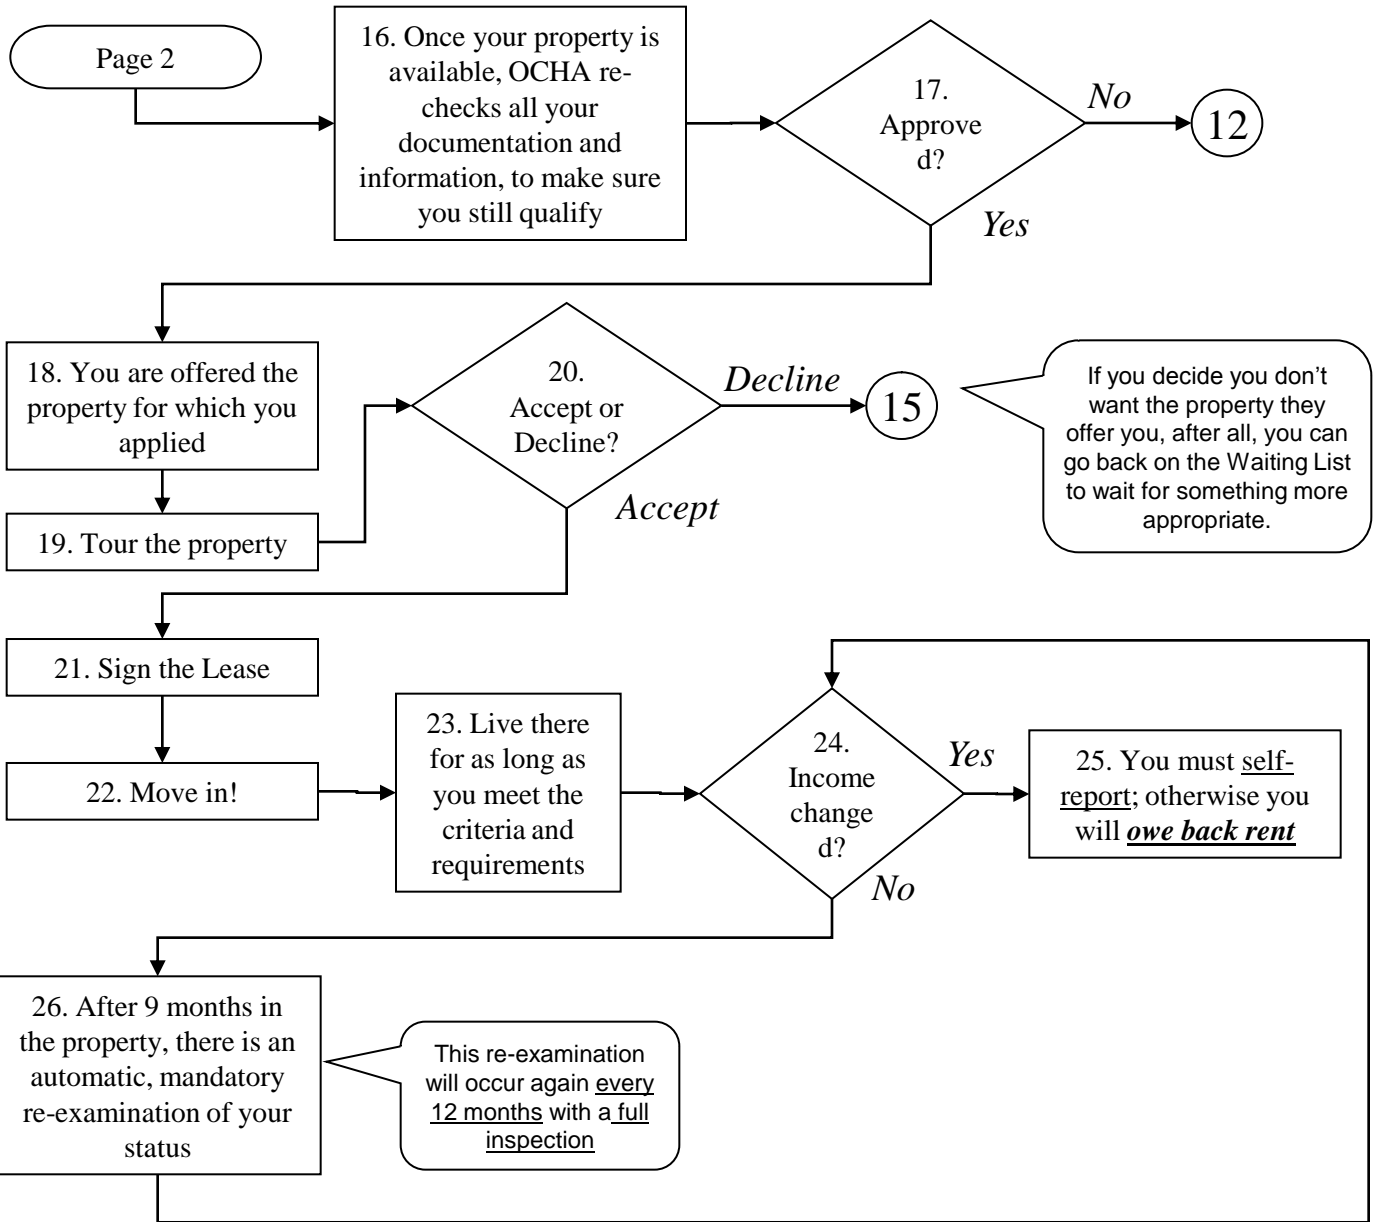 Page 2
16. Once your property is
available, OCHA re-
checks all your
documentation and
information, to make sure
you still qualify
17.
Approve
d?
No
12
Yes
18. You are offered the
property for which you
applied
19. Tour the property
20.
Accept or
Decline?
Decline
15
Accept
If you decide you don’t
want the property they
offer you, after all, you can
go back on the Waiting List
to wait for something more
appropriate.
21. Sign the Lease
22. Move in!
23. Live there
for as long as
you meet the
criteria and
requirements
24.
Income
change
d?
Yes
No
25. You must self-
report; otherwise you
will owe back rent
26. After 9 months in
the property, there is an
automatic, mandatory
re-examination of your
status
This re-examination
will occur again every
12 months with a full
inspection